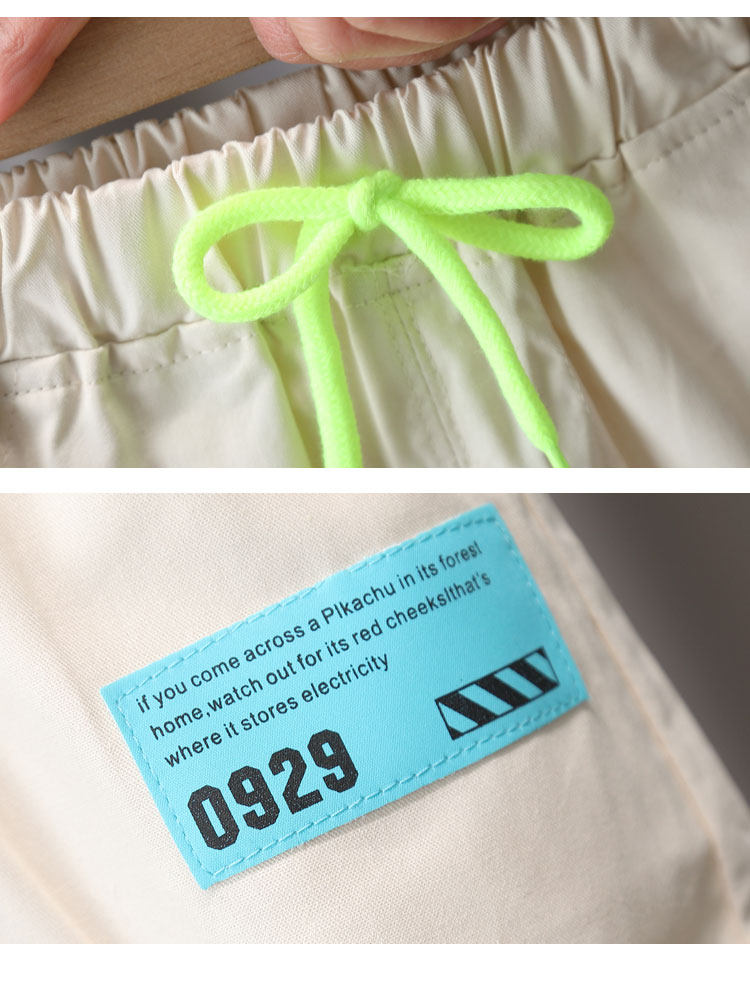 if you come across a PIkachu in its forest
home,watch out for its red cheeksIthat's
where it stores electricity
0929